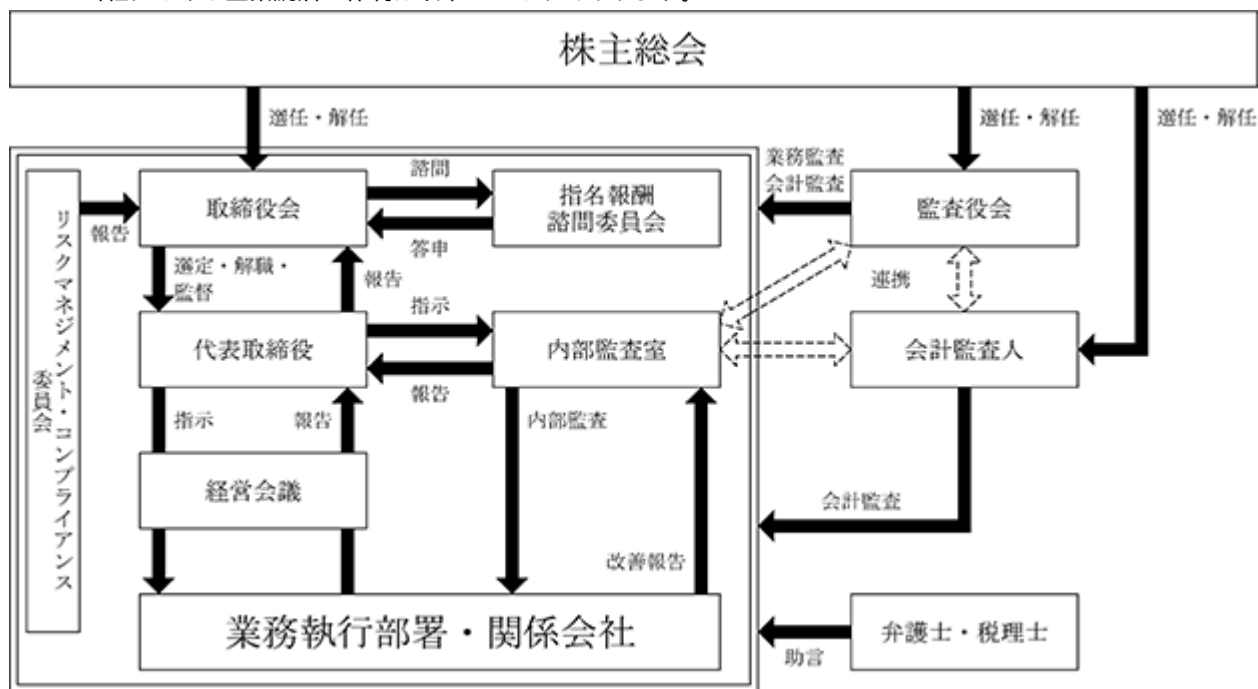 株主総会
選任・解任
選任・解任
選任・解任
リスクマネジメント・コンプライアンス
委員会
報告
取締役会
諮問
答申
指名報酬
諮問委員会
業務監査
会計監査
監査役会
選定・解職・
監督
報告
連携
代表取締役
指示
報告
内部監査室
会計監査人
指示
報告
内部監査
経営会議
会計監査
改善報告
業務執行部署・関係会社
助言
弁護士・税理士